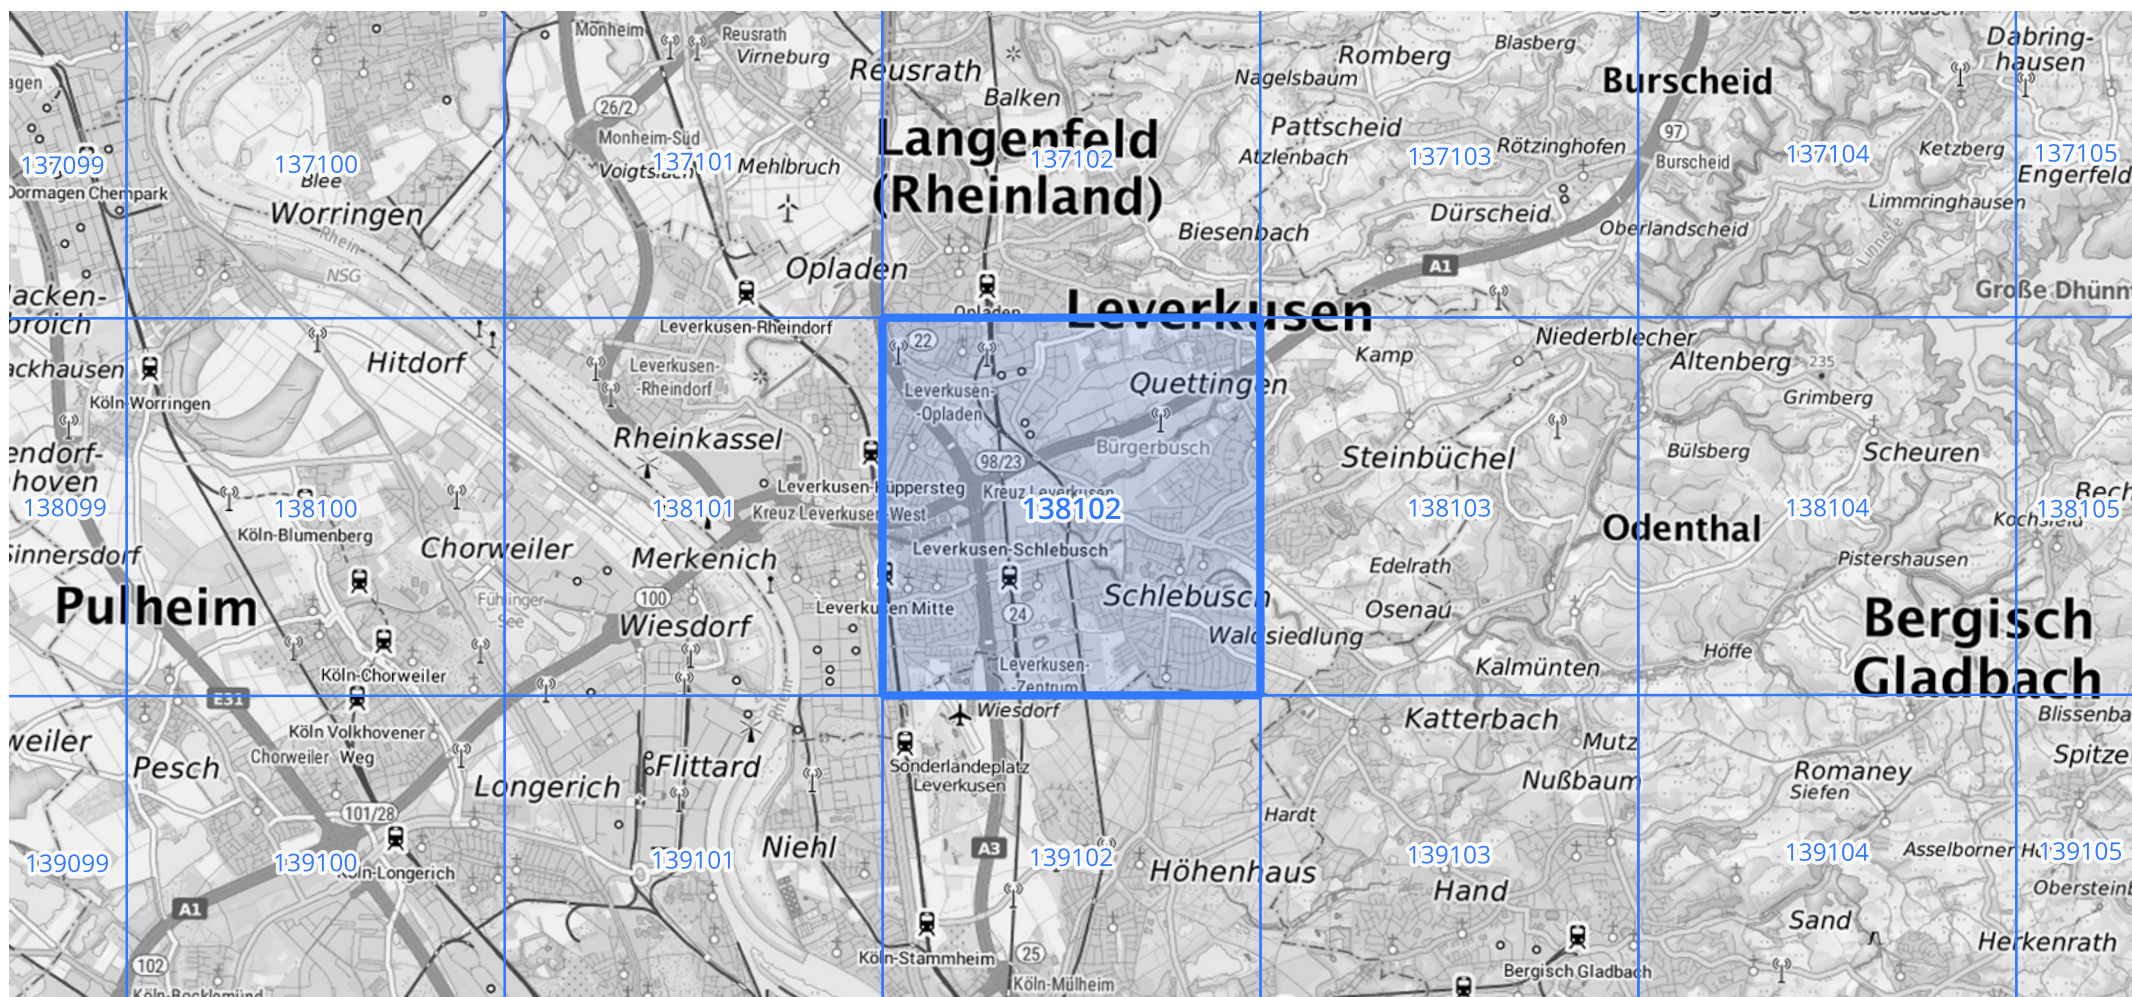 Monheim
Reusrath
Virneburg
Reusrath
Balken
Romberg
Blasberg
Nagelsbaum
Burscheid
Dabring-
hausen
26/2
Monheim-Süd
137099
137100
137101
Mehlbruch
Langenfeld
(Rheinland)
137102
Pattscheid
Atzlenbach
137103
Rötzinghofen
97
Burscheid
137104
Ketzberg
137105
Engerfeld
Dormagen Chempark
Blee
Worringen
Rhein
NSG
Dürscheid
Biesenbach
Oberlandscheid
Limmringhausen
Opladen
A1
Große Dhünn
Opladen
Leverkusen
Leverkusen-Rheindorf
Hitdorf
Köln-Worringen
Leverkusen-
-Rheindorf
22
Leverkusen-
-Opladen
Quettingen
Bürgerbusch
Kamp
Niederblecher
Altenberg
235
Grimberg
Rheinkassel
98/23
Steinbüchel
Bülsberg
Scheuren
Leverkusen-Küppersteg
Kreuz Leverkusen-West
Kreuz Leverkusen
138099
138100
138101
138102
138103
138104
138105
Köln-Blumenberg
Chorweiler
Merkenich
Leverkusen-Schlebusch
Odenthal
Pistershausen
Sinnersdorf
Pulheim
Fühlinger
See
100
Wiesdorf
Leverkusen Mitte
24
Schlebusch
Waldsiedlung
Edelrath
Osenau
Bergisch
Gladbach
Köln-Chorweiler
Rhein
Leverkusen-
-Zentrum
Kalmünten
Höffe
E31
Köln Volkhovener
Weg
Chorweiler
Wiesdorf
Katterbach
Mutz
Pesch
Longerich
Flittard
Sonderlandeplatz
Leverkusen
Nußbaum
Romaney
Siefen
101/28
Niehl
A3
Hardt
139099
139100
139101
139102
139103
139104
139105
Köln-Longerich
Höhenhaus
Hand
Asselborner
A1
Sand
Herkenrath
102
Köln-Stammheim
25
Köln-Mülheim
Bergisch Gladbach